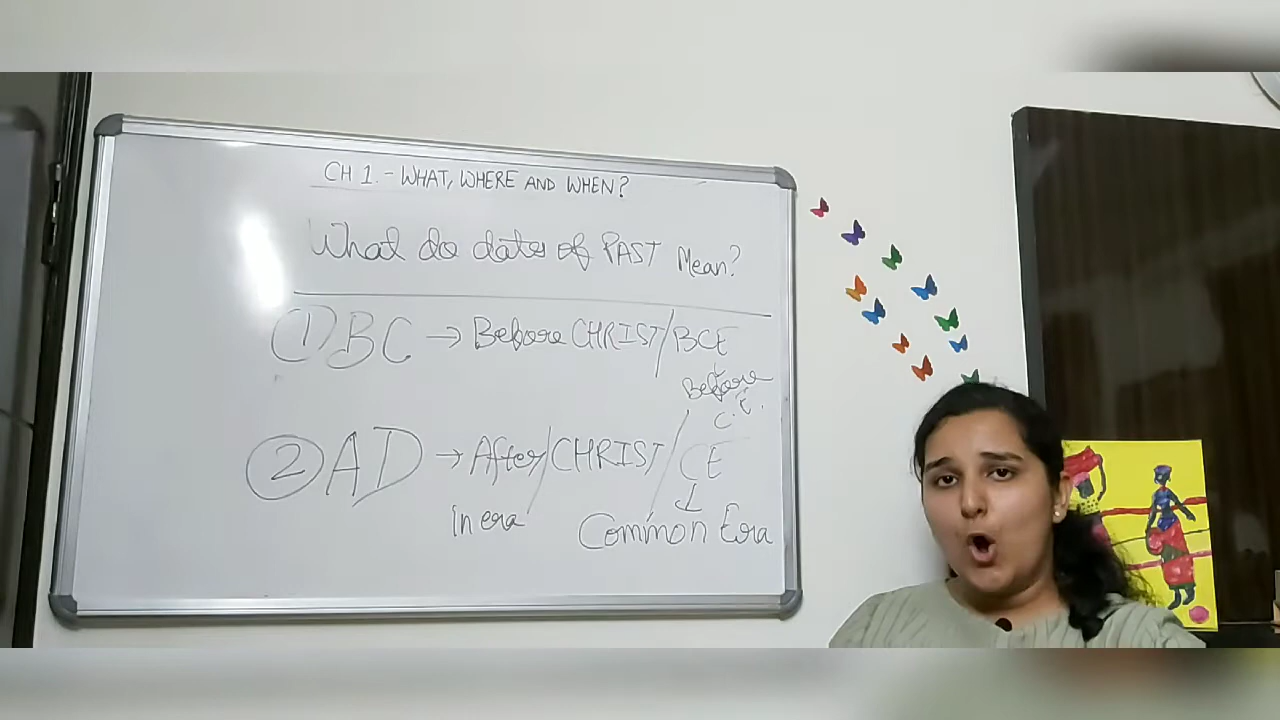 CH 1. - WHAT, WHERE AND WHEN?
What do dates of PAST Mean?
① BC → Before CHRIST / BCE
Before
C. E.
② AD → After / CHRIST / CE
In era
Common Era